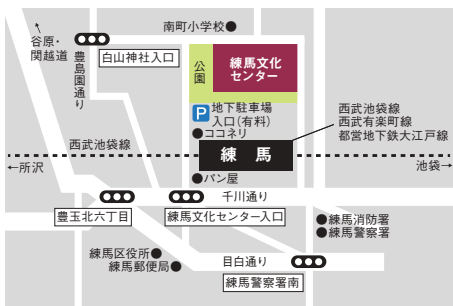 南町小学校●
谷原・
関越道
豊島園通り
白山神社入口
公園
練馬文化
センター
P 地下駐車場
入口(有料)
●ココネリ
西武池袋線
西武有楽町線
都営地下鉄大江戸線
西武池袋線
練馬
←所沢
池袋→
●パン屋
千川通り
豊玉北六丁目
練馬文化センター入口
●練馬消防署
●練馬警察署
練馬区役所●
練馬郵便局●
目白通り
練馬警察署南